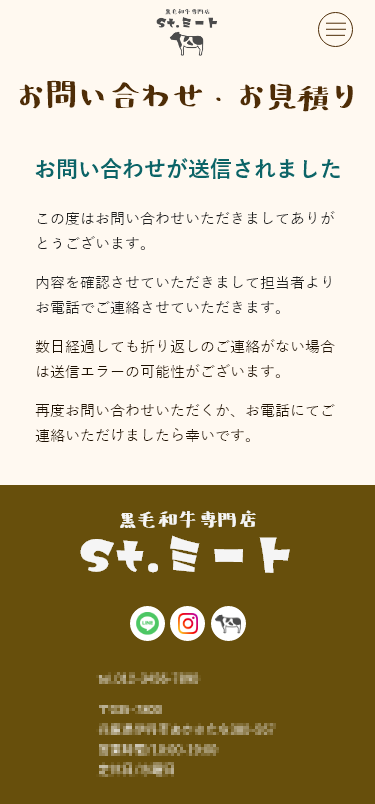 黒毛和牛専門店
St.ミート
お問い合わせ・お見積り
お問い合わせが送信されました
この度はお問い合わせいただきましてありが
とうございます。
内容を確認させていただきまして担当者より
お電話でご連絡させていただきます。
数日経過しても折り返しのご連絡がない場合
は送信エラーの可能性がございます。
再度お問い合わせいただくか、お電話にてご
連絡いただけましたら幸いです。
黒毛和牛専門店
St.ミート
LINE